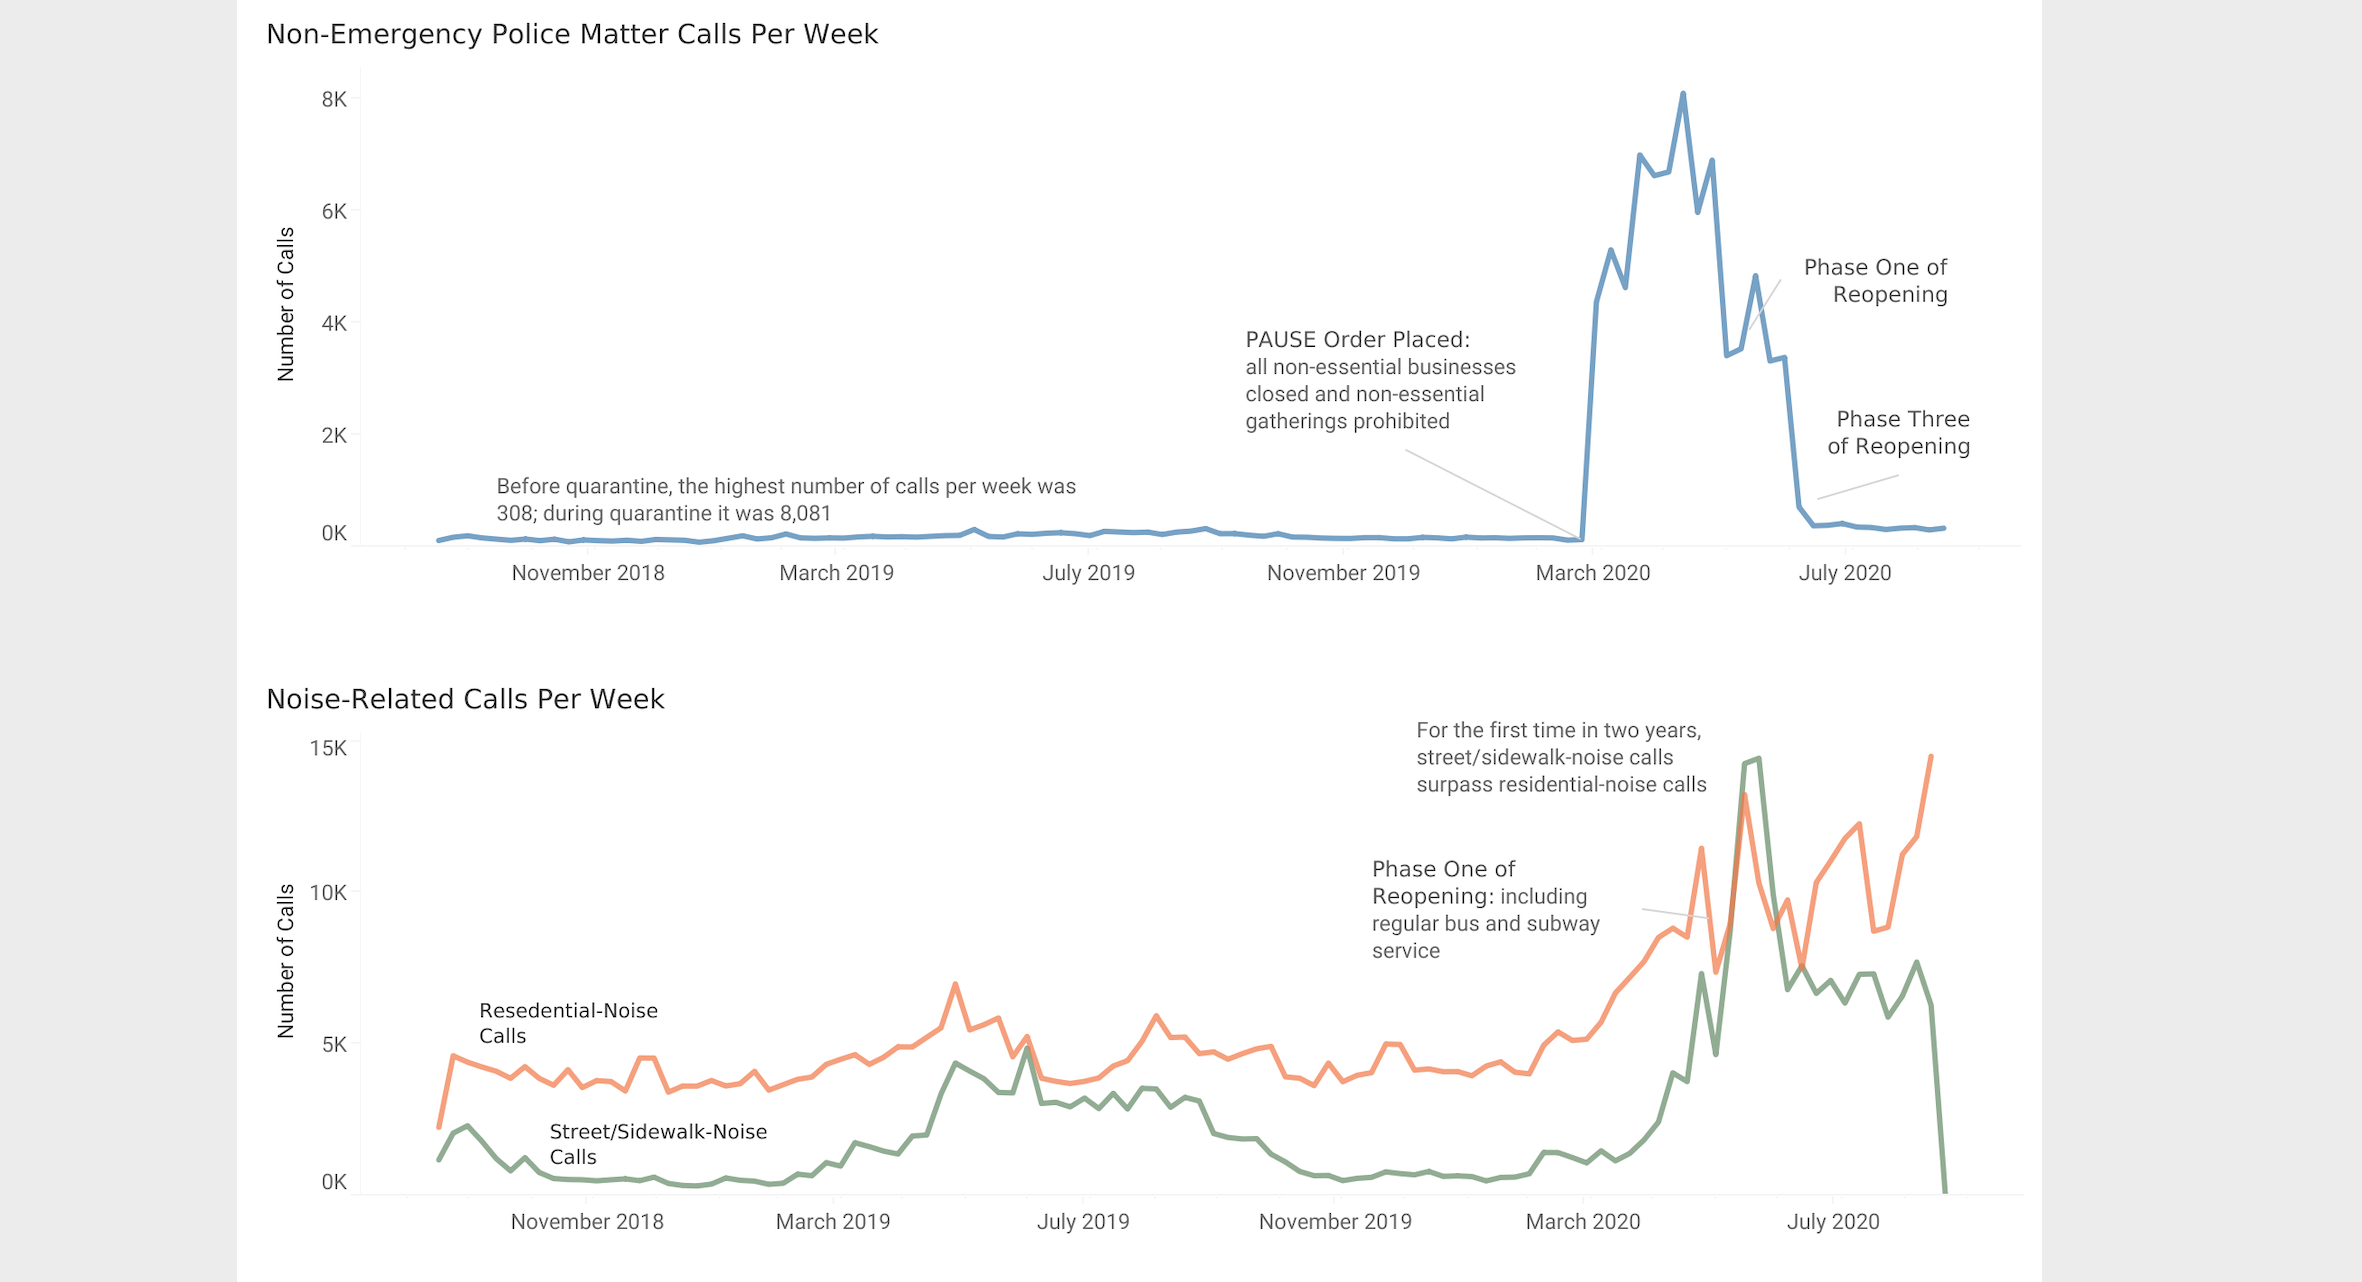 Non-Emergency Police Matter Calls Per Week
8K
6K
4K
2K
0K
Number of Calls
Phase One of
Reopening
PAUSE Order Placed:
all non-essential businesses
closed and non-essential
gatherings prohibited
Phase Three
of Reopening
Before quarantine, the highest number of calls per week was
308; during quarantine it was 8,081
November 2018
March 2019
July 2019
November 2019
March 2020
July 2020
Noise-Related Calls Per Week
15K
10K
5K
0K
Number of Calls
For the first time in two years,
street/sidewalk-noise calls
surpass residential-noise calls
Phase One of
Reopening: including
regular bus and subway
service
Resedential-Noise
Calls
Street/Sidewalk-Noise
Calls
November 2018
March 2019
July 2019
November 2019
March 2020
July 2020